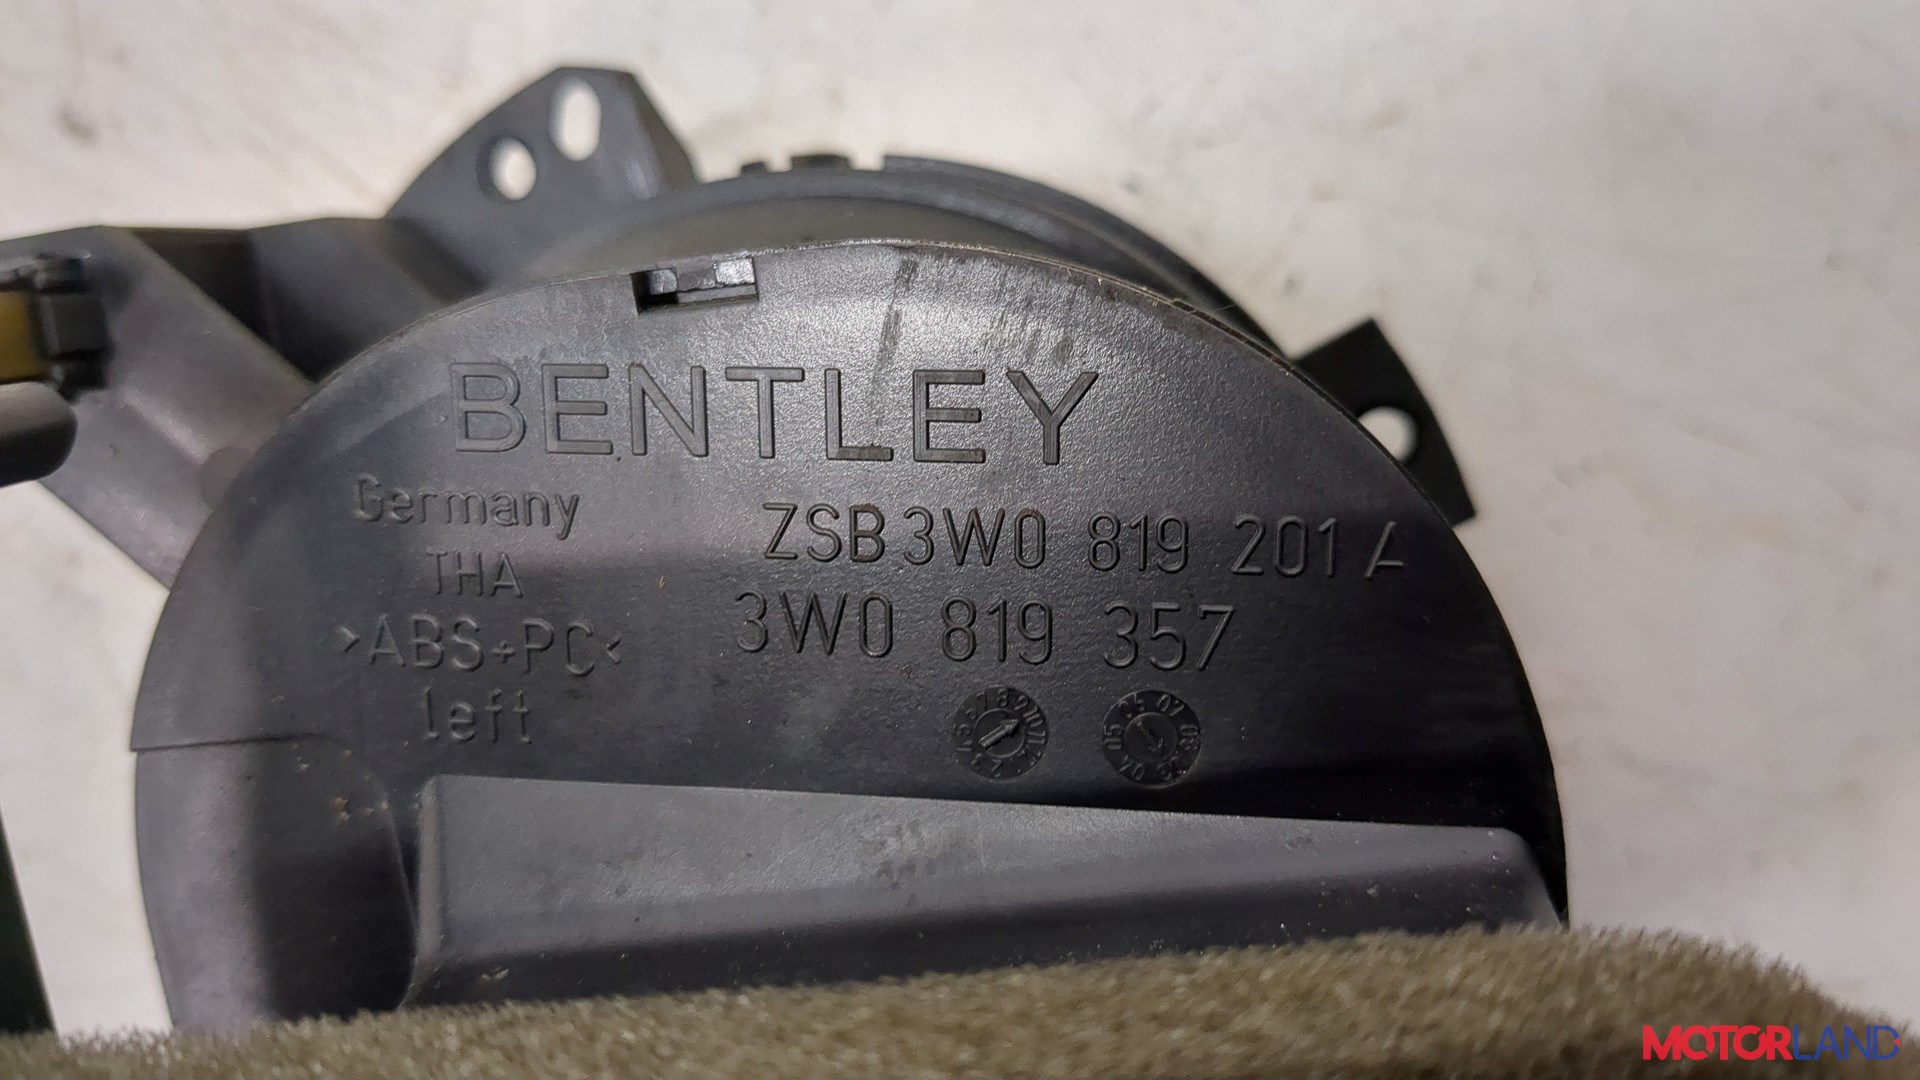 BENTLEY
Germany
THA
>ABS+PC<
left
ZSB 3W0 819 201 A
3W0 819 357
MOTORLAND